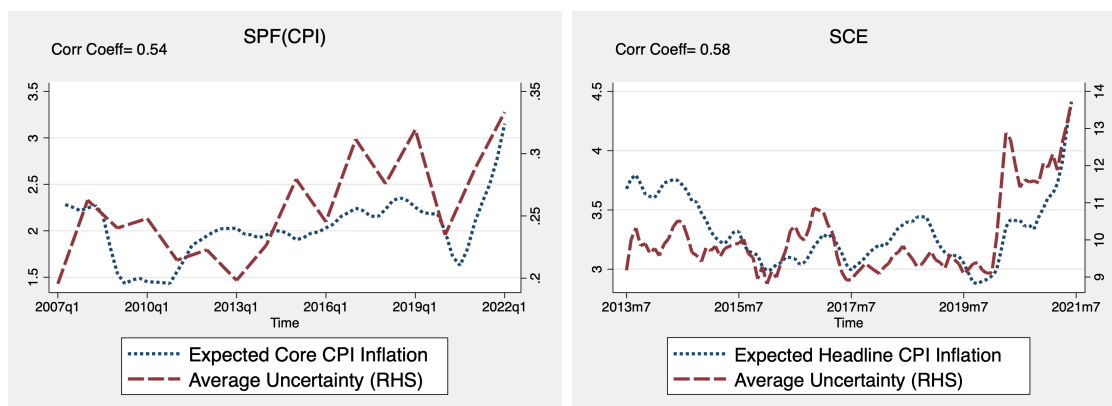 SPF(CPI)
Corr Coeff= 0.54
3.5
3
2.5
2
1.5
.35
.3
.25
.2
2007q1 2010q1 2013q1 2016q1 2019q1 2022q1
Time
Expected Core CPI Inflation
Average Uncertainty (RHS)
SCE
Corr Coeff= 0.58
4.5
4
3.5
3
14
13
12
11
10
9
2013m7 2015m7 2017m7 2019m7 2021m7
Time
Expected Headline CPI Inflation
Average Uncertainty (RHS)